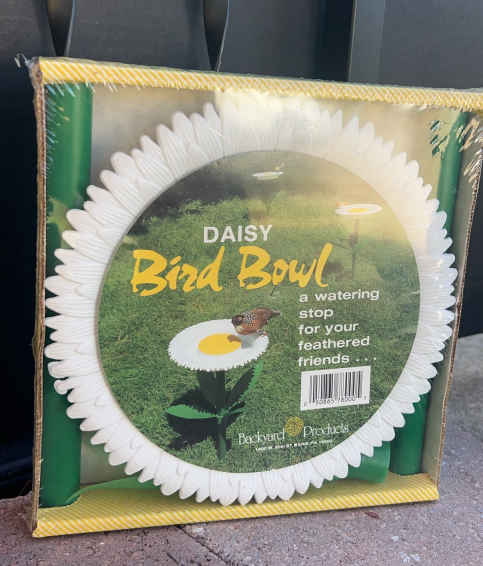 DAISY
Bird Bowl
a watering
stop
for your
feathered
friends . . .
Backyard Products